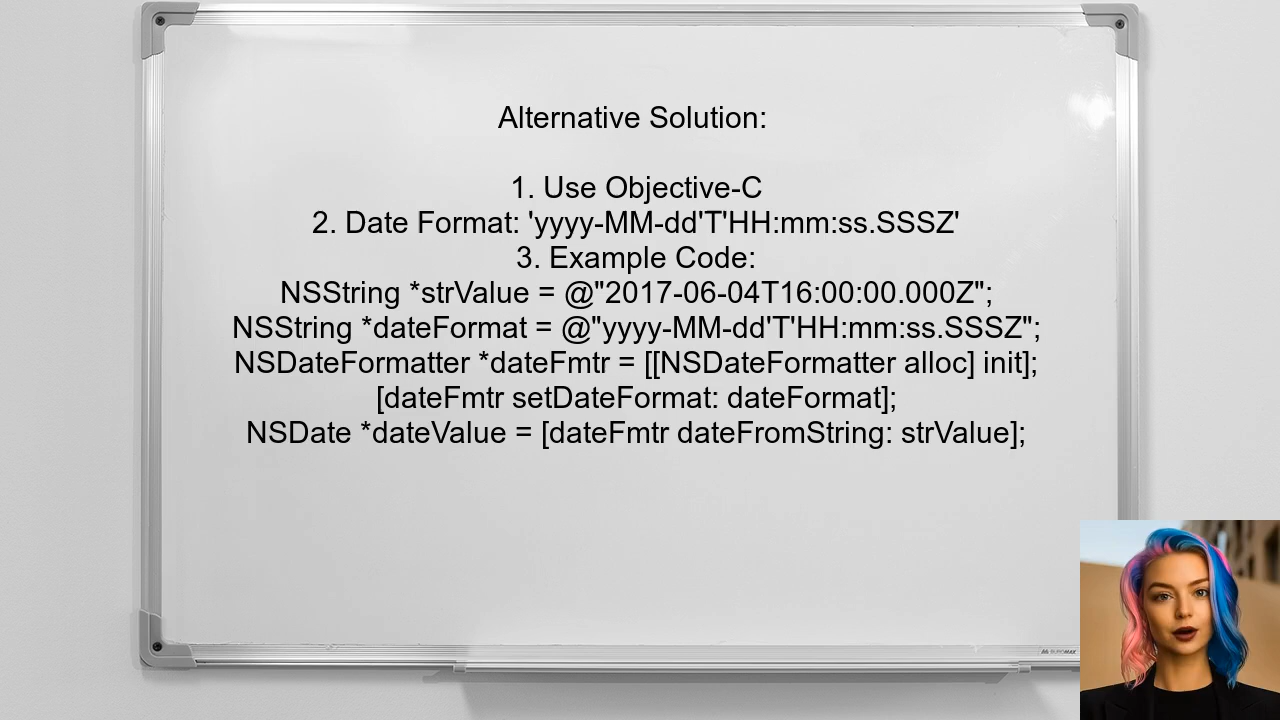 Alternative Solution:
1. Use Objective-C
2. Date Format: 'yyyy-MM-dd'T'HH:mm:ss.SSSZ'
3. Example Code:
NSString *strValue = @"2017-06-04T16:00:00.000Z";
NSString *dateFormat = @"yyyy-MM-dd'T'HH:mm:ss.SSSZ";
NSDateFormatter *dateFmtr = [[NSDateFormatter alloc] init];
[dateFmtr setDateFormat: dateFormat];
NSDate *dateValue = [dateFmtr dateFromString: strValue];
BUROMAX